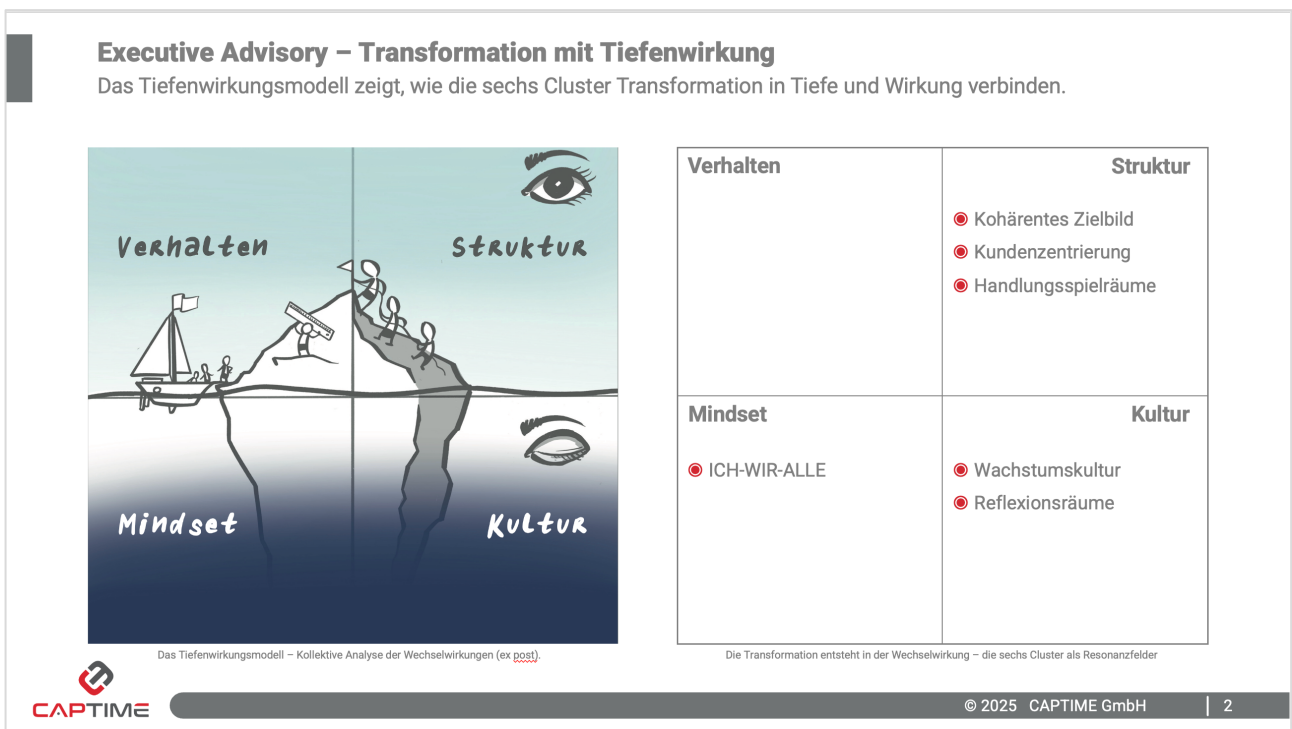 Executive Advisory – Transformation mit Tiefenwirkung
Das Tiefenwirkungsmodell zeigt, wie die sechs Cluster Transformation in Tiefe und Wirkung verbinden.
Verhalten
Struktur
Mindset
Kultur
Das Tiefenwirkungsmodell – Kollektive Analyse der Wechselwirkungen (ex post).
Verhalten
Struktur
Kohärentes Zielbild
Kundenzentrierung
Handlungsspielräume
Mindset
ICH-WIR-ALLE
Kultur
Wachstumskultur
Reflexionsräume
Die Transformation entsteht in der Wechselwirkung – die sechs Cluster als Resonanzfelder
CAPTIME
© 2025 CAPTIME GmbH | 2